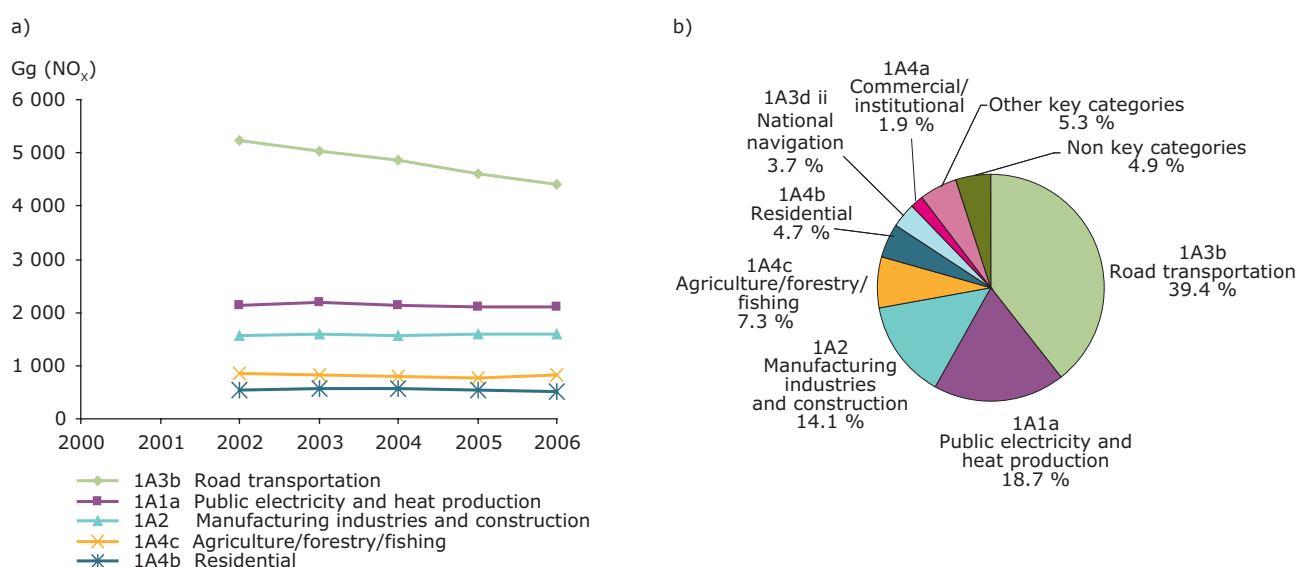 a)
Gg (NOx)
6 000
5 000
4 000
3 000
2 000
1 000
0
2000 2001 2002 2003 2004 2005 2006
1A3b Road transportation
1A1a Public electricity and heat production
1A2 Manufacturing industries and construction
1A4c Agriculture/forestry/fishing
1A4b Residential
b)
1A4a
Commercial/
institutional
1.9 %
Other key categories
5.3 %
Non key categories
4.9 %
1A3d ii
National
navigation
3.7 %
1A4b
Residential
4.7 %
1A4c
Agriculture/forestry/
fishing
7.3 %
1A2
Manufacturing
industries
and construction
14.1 %
1A1a
Public electricity and
heat production
18.7 %
1A3b
Road transportation
39.4 %